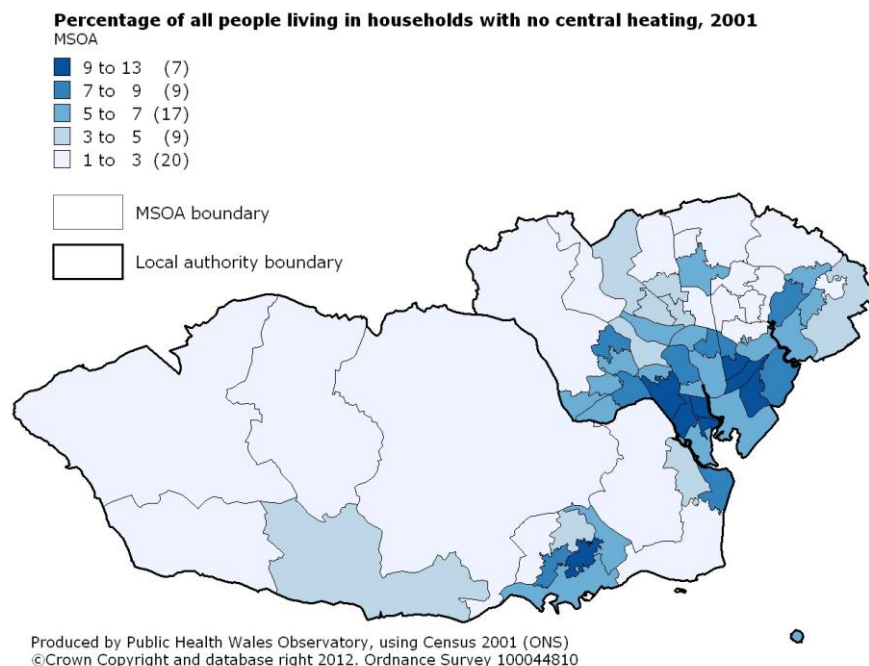 Percentage of all people living in households with no central heating, 2001
MSOA
9 to 13 (7)
7 to 9 (9)
5 to 7 (17)
3 to 5 (9)
1 to 3 (20)
MSOA boundary
Local authority boundary
Produced by Public Health Wales Observatory, using Census 2001 (ONS)
©Crown Copyright and database right 2012. Ordnance Survey 100044810